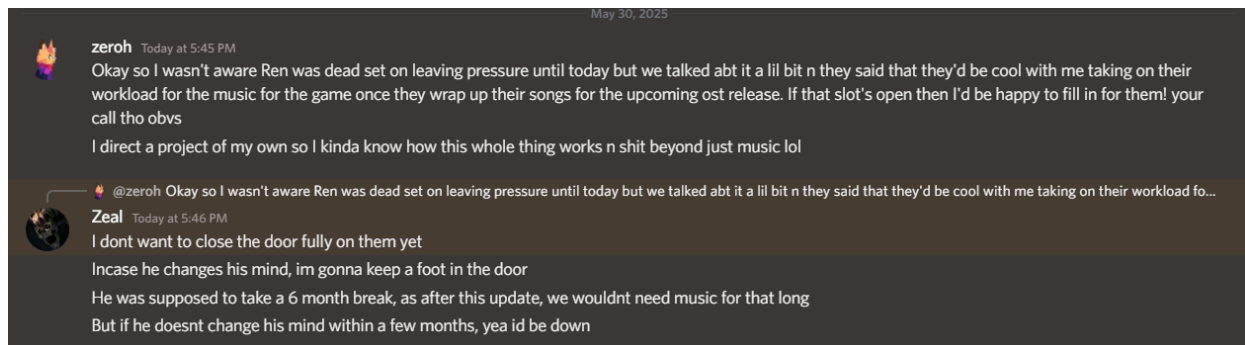 May 30, 2025
zeroh Today at 5:45 PM
Okay so I wasn't aware Ren was dead set on leaving pressure until today but we talked abt it a lil bit n they said that they'd be cool with me taking on their
workload for the music for the game once they wrap up their songs for the upcoming ost release. If that slot's open then I'd be happy to fill in for them! your
call tho obvs
I direct a project of my own so I kinda know how this whole thing works n shit beyond just music lol
@zeroh Okay so I wasn't aware Ren was dead set on leaving pressure until today but we talked abt it a lil bit n they said that they'd be cool with me taking on their workload fo...
Zeal Today at 5:46 PM
I dont want to close the door fully on them yet
Incase he changes his mind, im gonna keep a foot in the door
He was supposed to take a 6 month break, as after this update, we wouldnt need music for that long
But if he doesnt change his mind within a few months, yea id be down